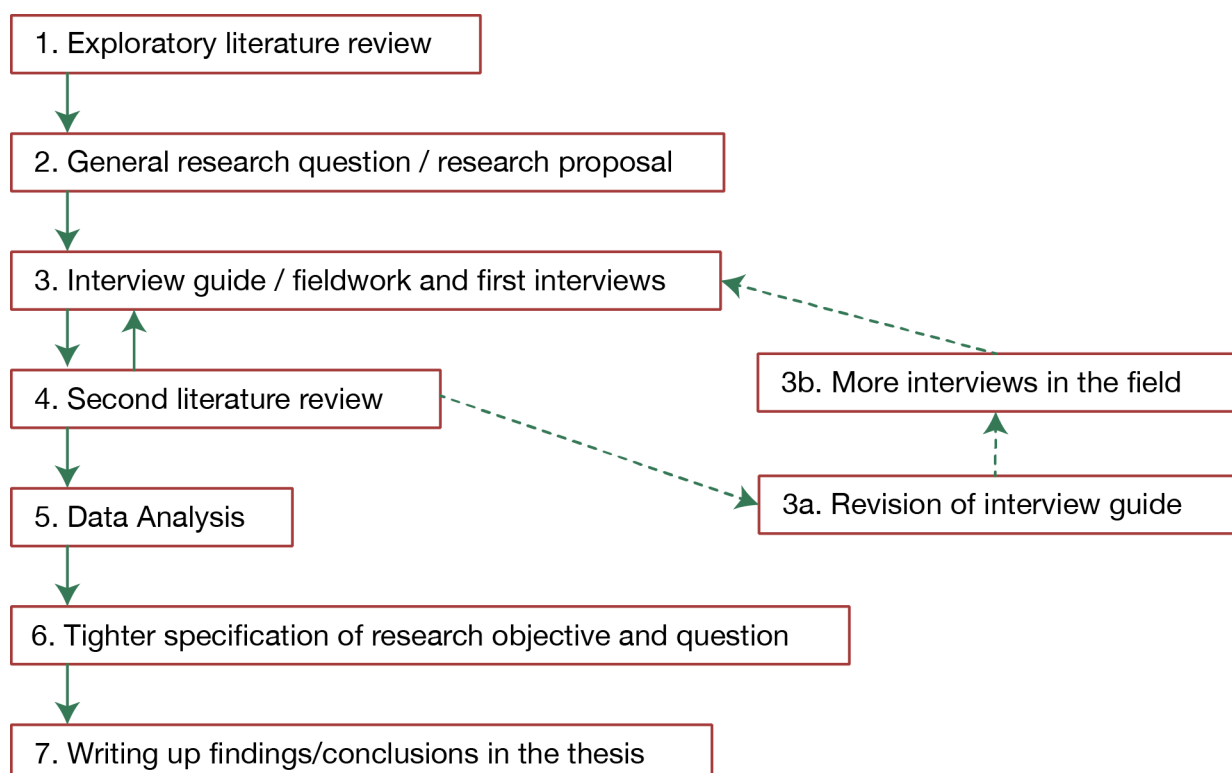 1. Exploratory literature review
2. General research question / research proposal
3. Interview guide / fieldwork and first interviews
3b. More interviews in the field
4. Second literature review
3a. Revision of interview guide
5. Data Analysis
6. Tighter specification of research objective and question
7. Writing up findings/conclusions in the thesis